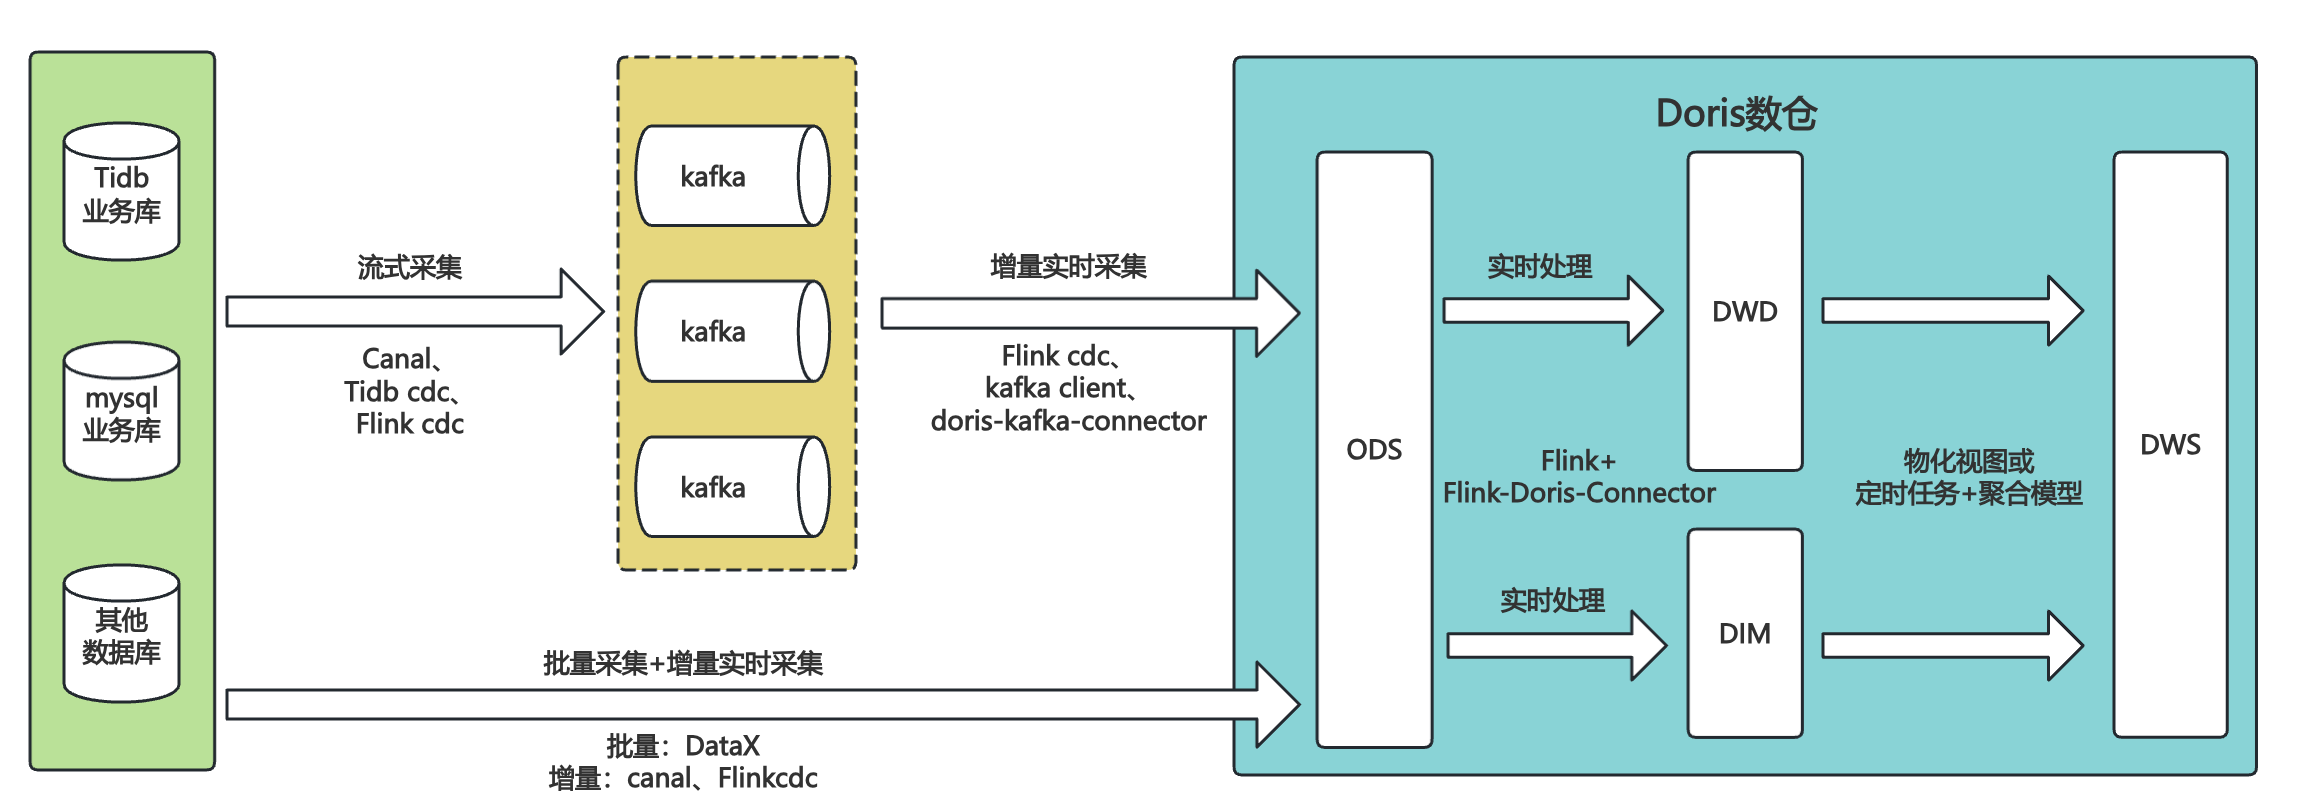 Tidb
业务库
mysql
业务库
其他
数据库
流式采集
Canal、
Tidb cdc、
Flink cdc
kafka
kafka
kafka
增量实时采集
Flink cdc、
kafka client、
doris-kafka-connector
批量采集+增量实时采集
批量：DataX
增量：canal、Flinkcdc
Doris数仓
ODS
实时处理
Flink+
Flink-Doris-Connector
实时处理
DWD
DIM
物化视图或
定时任务+聚合模型
DWS